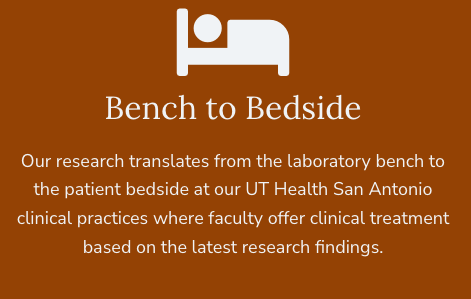 Bench to Bedside
Our research translates from the laboratory bench to
the patient bedside at our UT Health San Antonio
clinical practices where faculty offer clinical treatment
based on the latest research findings.